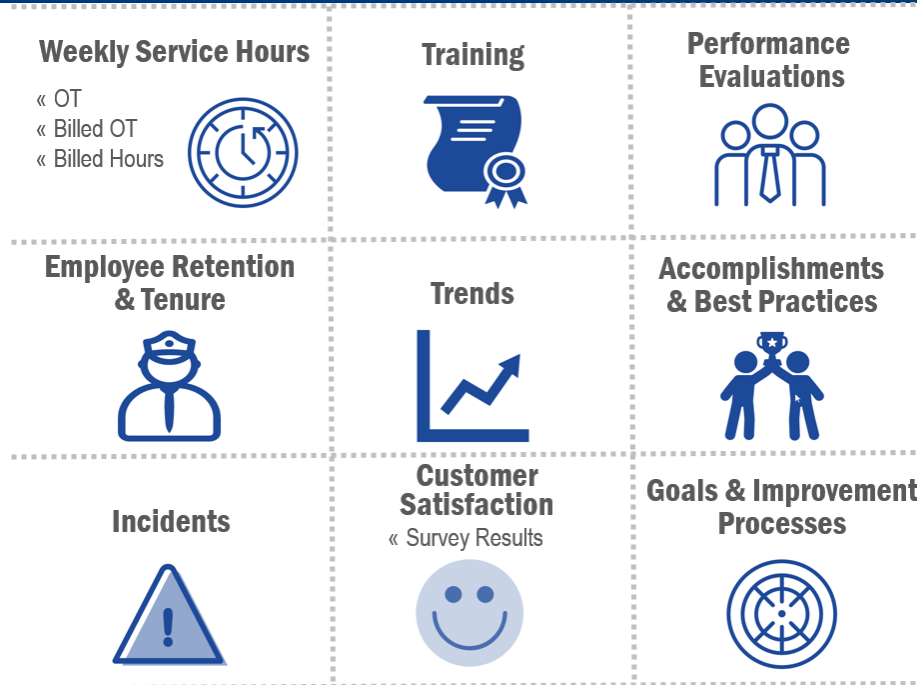 Weekly Service Hours
« OT
« Billed OT
« Billed Hours
Training
Performance
Evaluations
Employee Retention
& Tenure
Trends
Accomplishments
& Best Practices
Incidents
Customer
Satisfaction
« Survey Results
Goals & Improvement
Processes